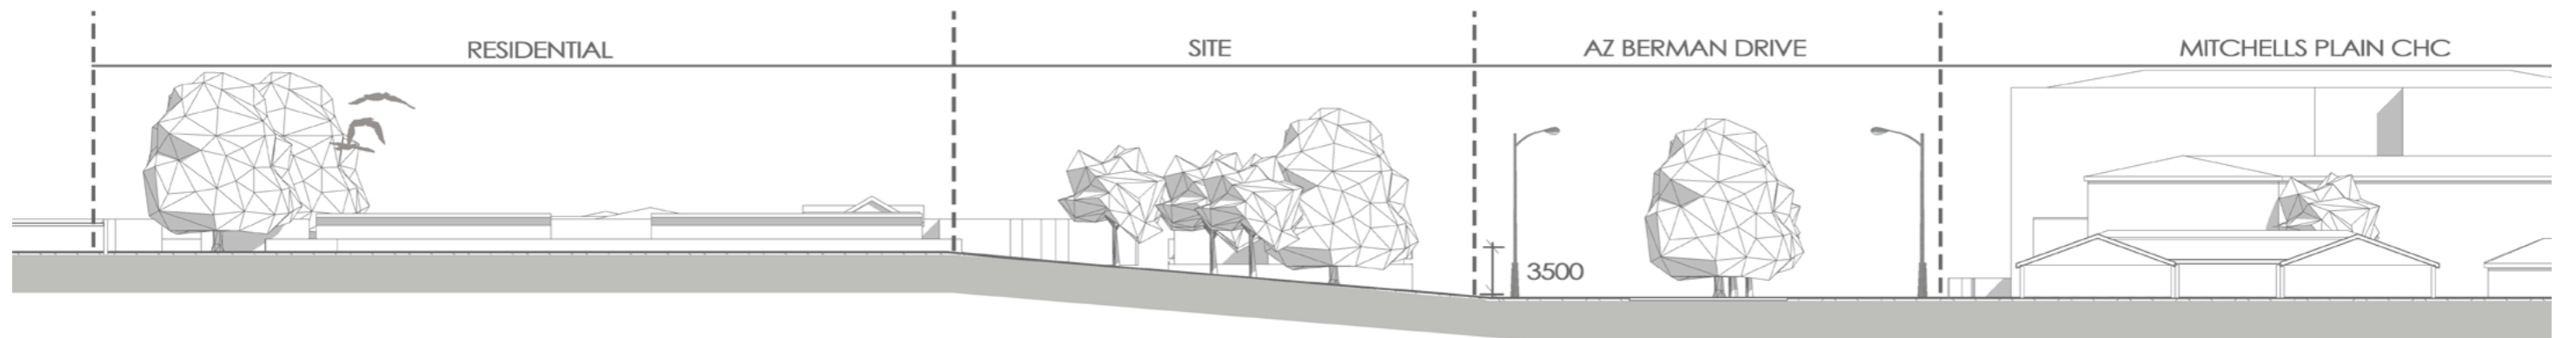 RESIDENTIAL
SITE
AZ BERMAN DRIVE
MITCHELLS PLAIN CHC
3500